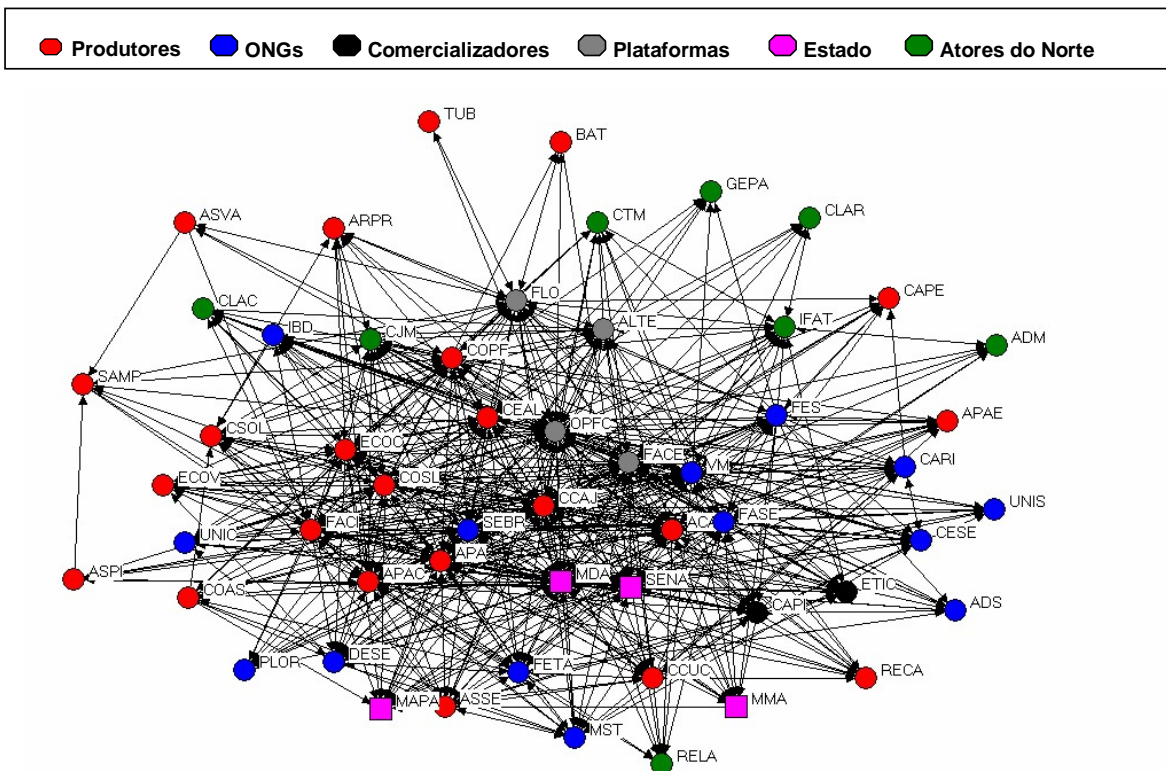 Produtores ONGs Comercializadores Plataformas Estado Atores do Norte
TUB
BAT
GEPA
CLAR
ASVA
CTM
ARPR
FLO
CAPE
CLAC
IBD
CJM
ALTE
IFAT
ADM
COPF
SAMP
CEAL
FES
APAE
CSOL
OPFC
ECOC
FACE
VM
CARI
ECOV
COSL
CCAJ
UNIS
FACI
SEBR
ACA
FASE
UNIC
CESE
APA
ASPI
APAC
MDA
SENA
ETIC
COAS
CAPI
ADS
PLOR
DESE
FETA
CCUC
RECA
MAPA
ASSE
MMA
MST
RELA